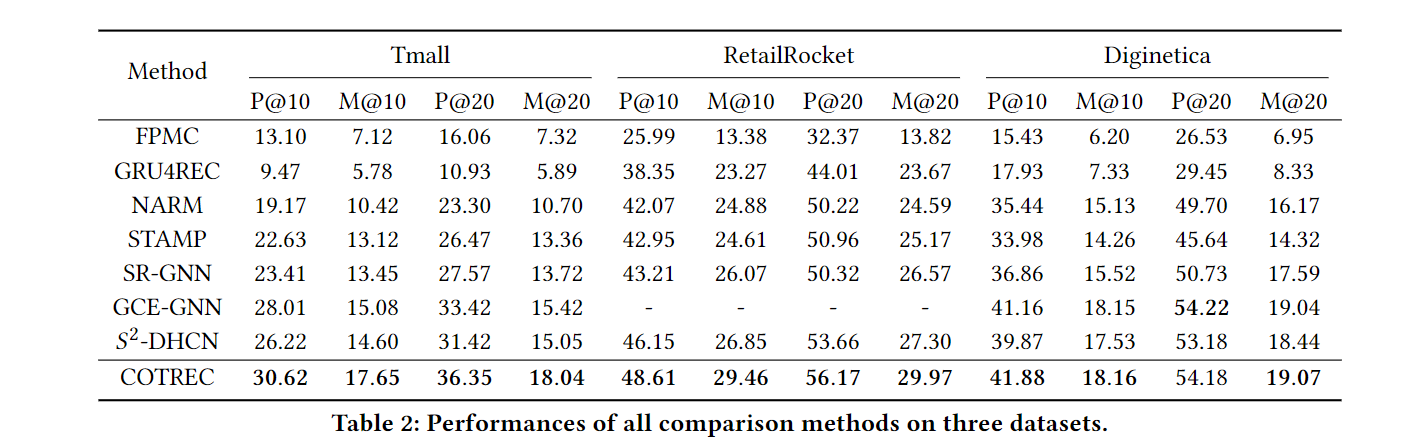 Method Tmall RetailRocket Diginetica
P@10 M@10 P@20 M@20 P@10 M@10 P@20 M@20 P@10 M@10 P@20 M@20
FPMC 13.10 7.12 16.06 7.32 25.99 13.38 32.37 13.82 15.43 6.20 26.53 6.95
GRU4REC 9.47 5.78 10.93 5.89 38.35 23.27 44.01 23.67 17.93 7.33 29.45 8.33
NARM 19.17 10.42 23.30 10.70 42.07 24.88 50.22 24.59 35.44 15.13 49.70 16.17
STAMP 22.63 13.12 26.47 13.36 42.95 24.61 50.96 25.17 33.98 14.26 45.64 14.32
SR-GNN 23.41 13.45 27.57 13.72 43.21 26.07 50.32 26.57 36.86 15.52 50.73 17.59
GCE-GNN 28.01 15.08 33.42 15.42 - - - - 41.16 18.15 54.22 19.04
S²-DHCN 26.22 14.60 31.42 15.05 46.15 26.85 53.66 27.30 39.87 17.53 53.18 18.44
COTREC 30.62 17.65 36.35 18.04 48.61 29.46 56.17 29.97 41.88 18.16 54.18 19.07
Table 2: Performances of all comparison methods on three datasets.